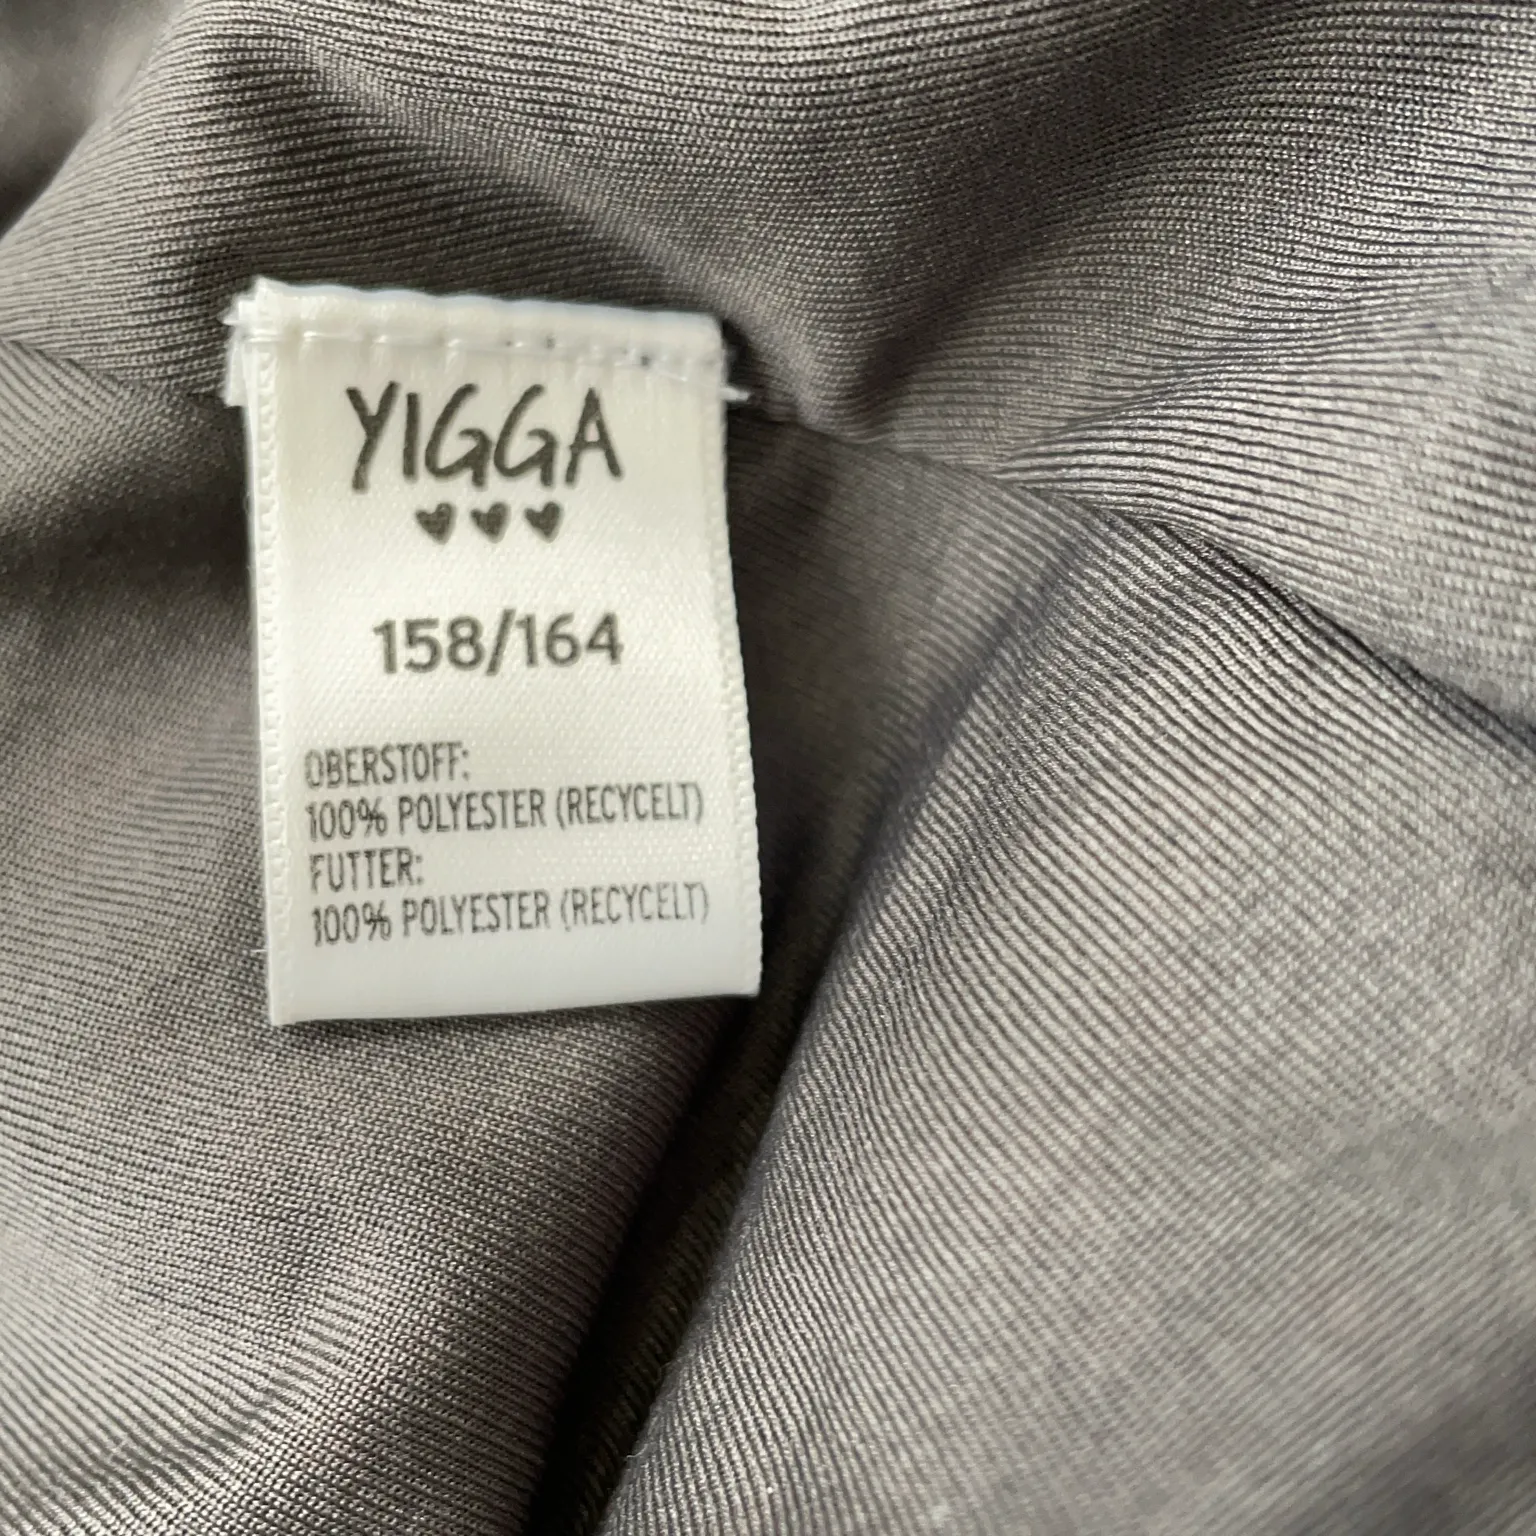 YIGGA
158/164
OBERSTOFF:
100% POLYESTER (RECYCELT)
FUTTER:
100% POLYESTER (RECYCELT)